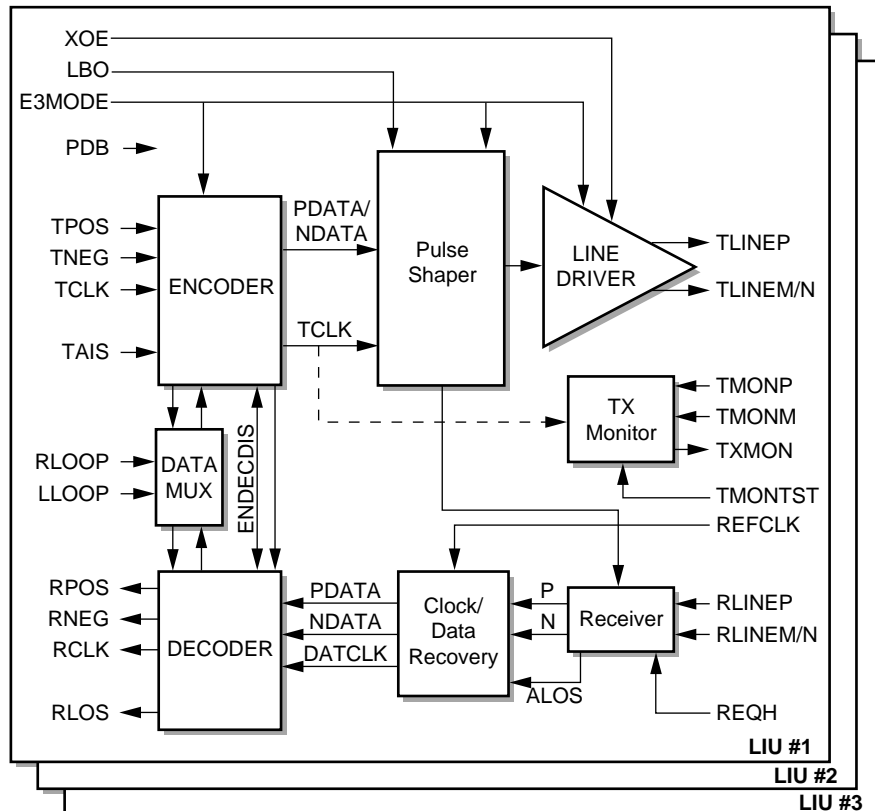 XOE
LBO
E3MODE
PDB
TPOS
TNEG
TCLK
TAIS
ENCODER
PDATA/
NDATA
TCLK
Pulse
Shaper
LINE
DRIVER
TLINEP
TLINEM/N
TX
Monitor
TMONP
TMONM
TXMON
TMONTST
REFCLK
RLOOP
LLOOP
DATA
MUX
ENDECDIS
RPOS
RNEG
RCLK
RLOS
DECODER
PDATA
NDATA
DATCLK
Clock/
Data
Recovery
P
N
ALOS
Receiver
RLINEP
RLINEM/N
REQH
LIU #1
LIU #2
LIU #3